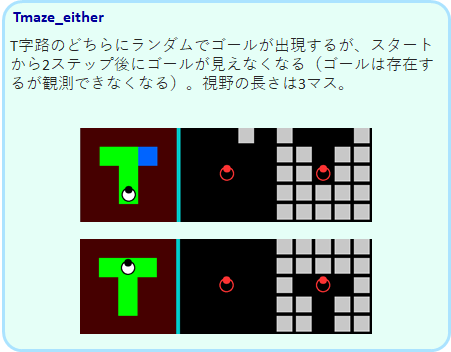 Tmaze_either
T字路のどちらにランダムでゴールが出現するが、スタート
から2ステップ後にゴールが見えなくなる（ゴールは存在す
るが観測できなくなる）。視野の長さは3マス。